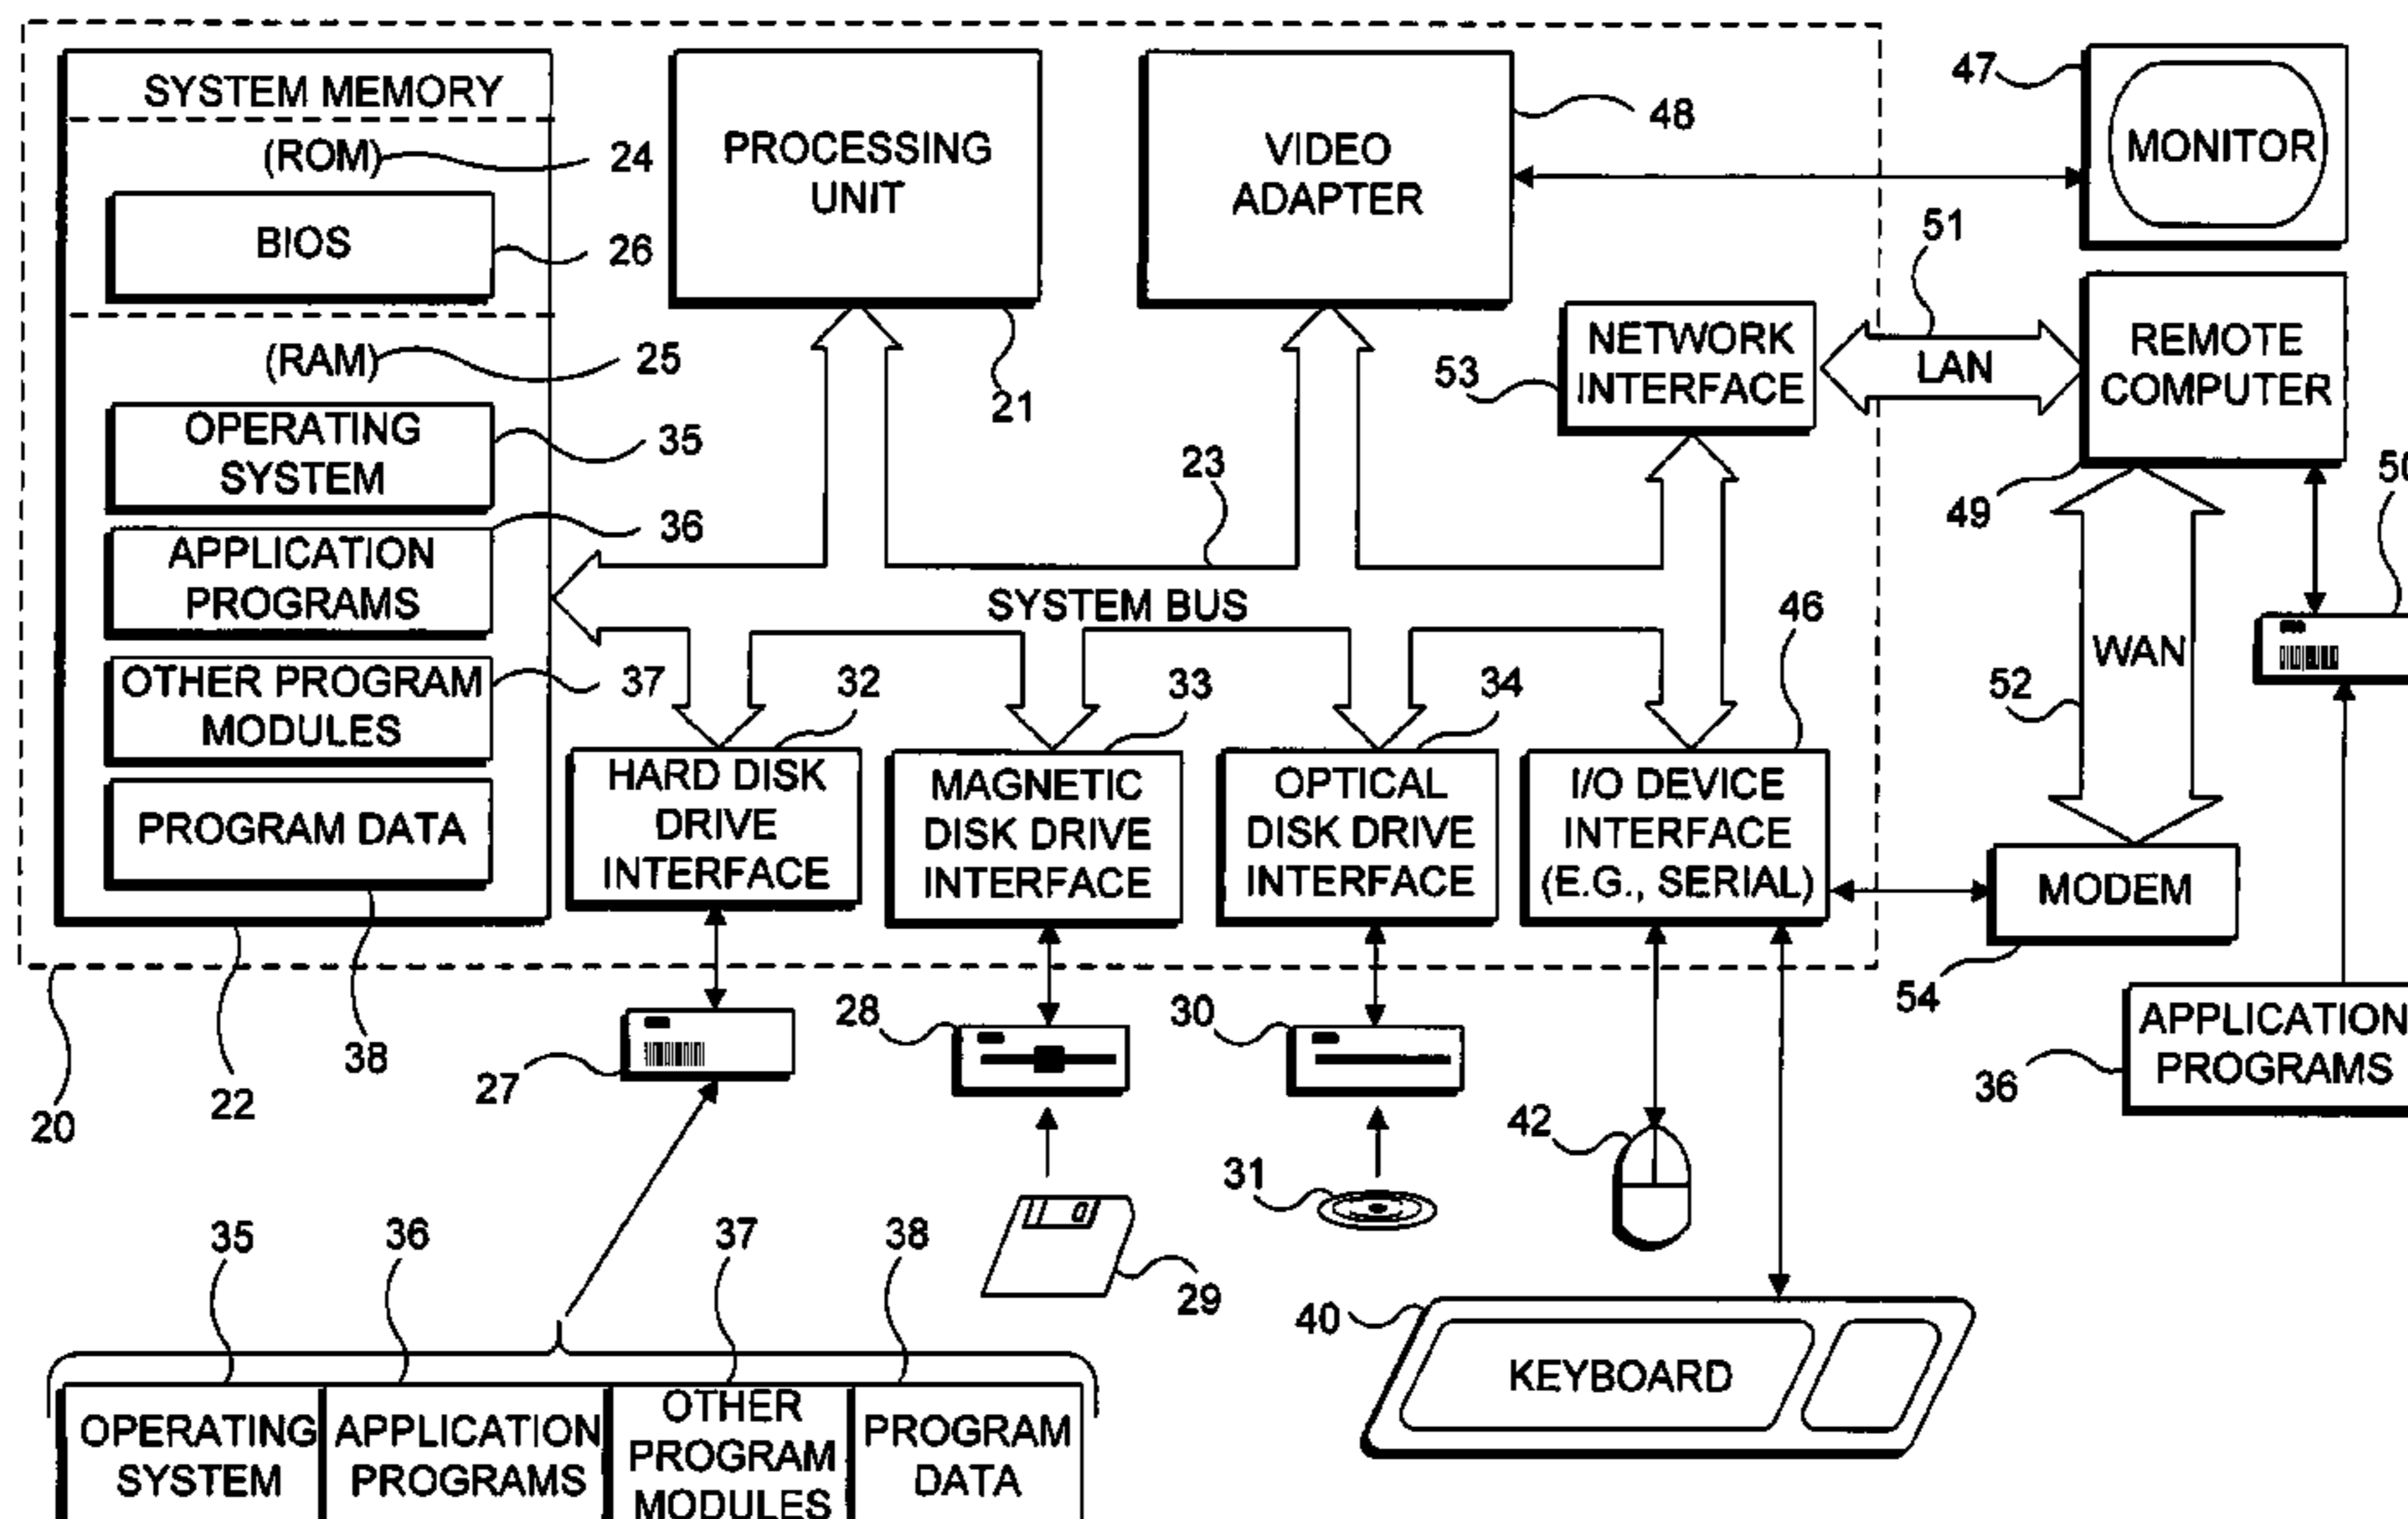 SYSTEM MEMORY
(ROM)
24
BIOS
26
(RAM)
25
OPERATING
SYSTEM
35
APPLICATION
PROGRAMS
36
OTHER PROGRAM
MODULES
37
PROGRAM DATA
38
22
20
PROCESSING
UNIT
21
VIDEO
ADAPTER
48
47
MONITOR
51
NETWORK
INTERFACE
53
LAN
REMOTE
COMPUTER
49
50
23
SYSTEM BUS
46
WAN
52
32
HARD DISK
DRIVE
INTERFACE
33
MAGNETIC
DISK DRIVE
INTERFACE
34
OPTICAL
DISK DRIVE
INTERFACE
I/O DEVICE
INTERFACE
(E.G., SERIAL)
MODEM
54
APPLICATION
PROGRAMS
36
27
28
30
42
31
29
40
KEYBOARD
35
36
37
38
OPERATING
SYSTEM
APPLICATION
PROGRAMS
OTHER
PROGRAM
MODULES
PROGRAM
DATA